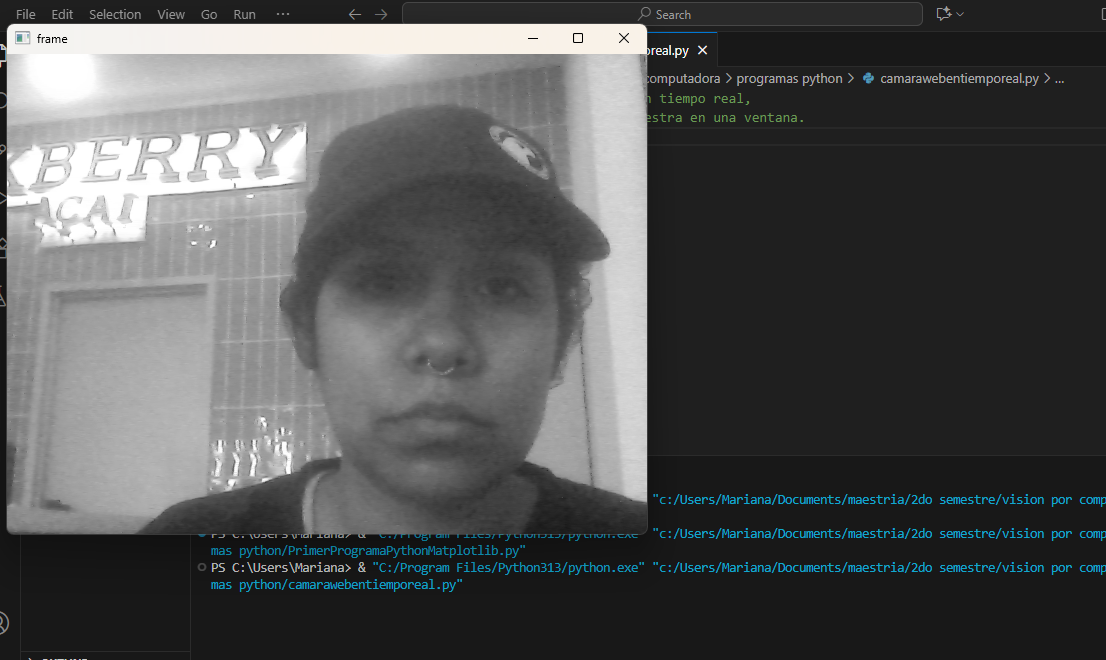 File Edit Selection View Go Run ··· Search
frame
oreal.py
computadora > programas python > camarawebentiemporeal.py > ...
n tiempo real,
estra en una ventana.
BERRY
ACAI
"c:/Users/Mariana/Documents/maestria/2do semestre/vision por comp
PS C:\Users\Mariana> & "C:/Program Files/Python313/python.exe" "c:/Users/Mariana/Documents/maestria/2do semestre/vision por comp
mas python/PrimerProgramaPythonMatplotlib.py"
PS C:\Users\Mariana> & "C:/Program Files/Python313/python.exe" "c:/Users/Mariana/Documents/maestria/2do semestre/vision por comp
mas python/camarawebentiemporeal.py"
OUTLINE